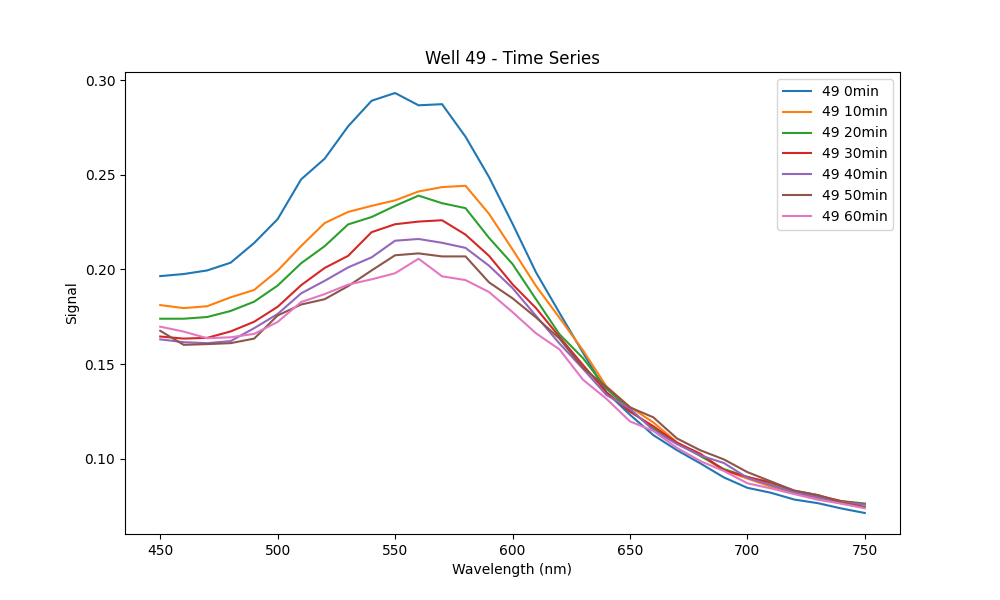 Well 49 - Time Series
Signal
0.30
0.25
0.20
0.15
0.10
450 500 550 600 650 700 750
Wavelength (nm)
49 0min
49 10min
49 20min
49 30min
49 40min
49 50min
49 60min